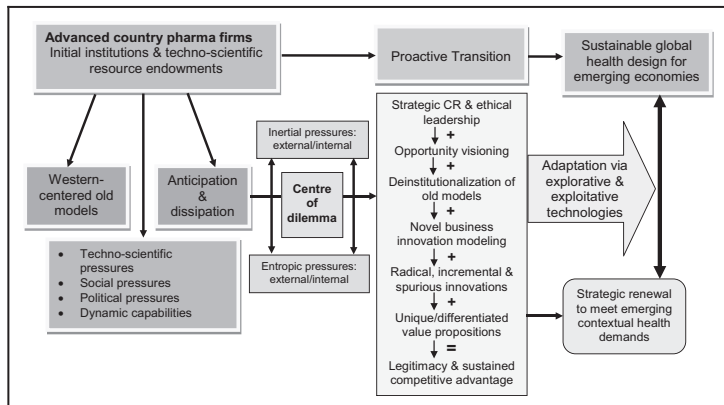 Advanced country pharma firms
Initial institutions & techno-scientific
resource endowments
Proactive Transition
Sustainable global
health design for
emerging economies
Western-
centered old
models
Anticipation
&
dissipation
Inertial pressures:
external/internal
Centre
of
dilemma
Entropic pressures:
external/internal
• Techno-scientific
pressures
• Social pressures
• Political pressures
• Dynamic capabilities
Strategic CR & ethical
leadership
+
Opportunity visioning
+
Deinstitutionalization of
old models
+
Novel business
innovation modeling
+
Radical, incremental &
spurious innovations
+
Unique/differentiated
value propositions
=
Legitimacy & sustained
competitive advantage
Adaptation via
explorative &
exploitative
technologies
Strategic renewal
to meet emerging
contextual health
demands